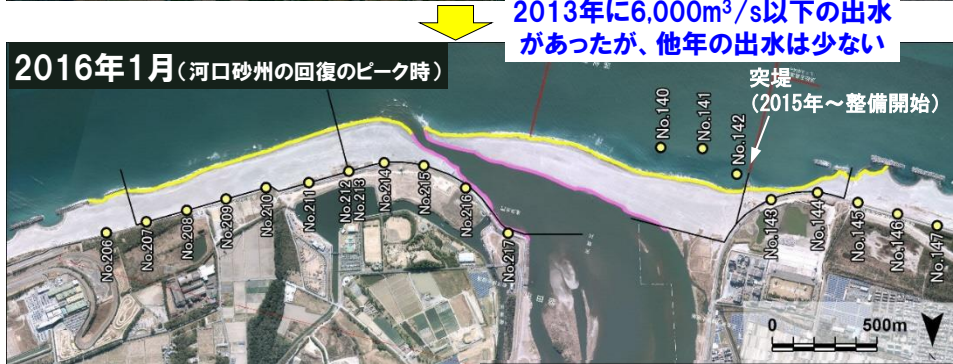 2013年に6,000m³/s以下の出水
があったが、他年の出水は少ない
2016年1月(河口砂州の回復のピーク時)
突堤
(2015年~整備開始)
No.140
No.141
No.142
No.206
No.207
No.208
No.209
No.210
No.211
No.212
No.213
No.214
No.215
No.216
No.217
No.143
No.144
No.145
No.146
No.147
0
500m